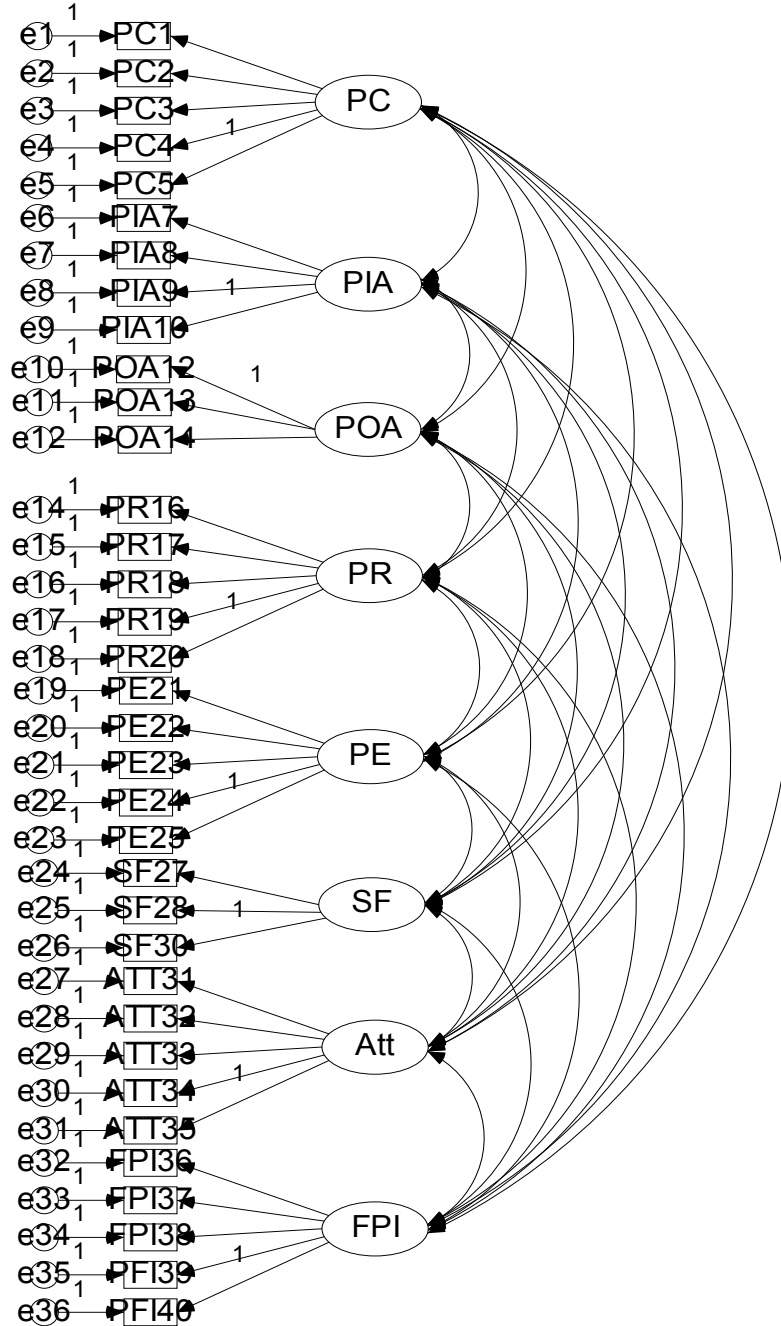 1
e1 PC1
1
e2 PC2
PC
1
e3 PC3
1
e4 PC4
1
1
e5 PC5
1
e6 PIA7
1
e7 PIA8
PIA
1
e8 PIA9
1
1
e9 PIA10
1
e10 POA12
1
1
e11 POA13
POA
1
e12 POA14
1
e14 PR16
1
e15 PR17
PR
1
e16 PR18
1
e17 PR19
1
1
e18 PR20
1
e19 PE21
1
e20 PE22
PE
1
e21 PE23
1
e22 PE24
1
1
e23 PE25
1
e24 SF27
SF
1
e25 SF28
1
1
e26 SF30
1
e27 ATT31
1
e28 ATT32
Att
1
e29 ATT33
1
e30 ATT34
1
1
e31 ATT35
1
e32 FPI36
1
e33 FPI37
FPI
1
e34 FPI38
1
e35 PFI39
1
1
e36 PFI40